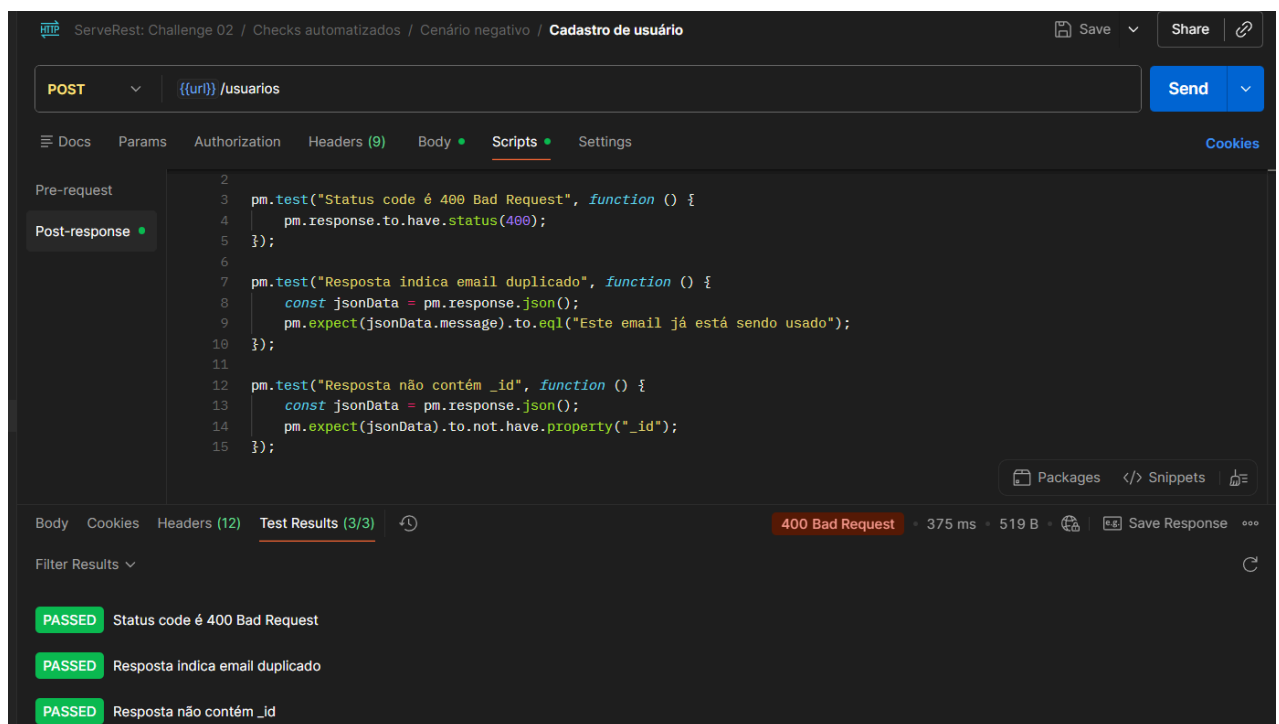 HTTP ServeRest: Challenge 02 / Checks automatizados / Cenário negativo / Cadastro de usuário Save Share
POST {{url}} /usuarios Send
Docs Params Authorization Headers (9) Body Scripts Settings Cookies
Pre-request
Post-response
2
3 pm.test("Status code é 400 Bad Request", function () {
4 pm.response.to.have.status(400);
5 });
6
7 pm.test("Resposta indica email duplicado", function () {
8 const jsonData = pm.response.json();
9 pm.expect(jsonData.message).to.eql("Este email já está sendo usado");
10 });
11
12 pm.test("Resposta não contém _id", function () {
13 const jsonData = pm.response.json();
14 pm.expect(jsonData).to.not.have.property("_id");
15 });
Packages </> Snippets
Body Cookies Headers (12) Test Results (3/3) 400 Bad Request 375 ms 519 B e.g. Save Response
Filter Results
PASSED Status code é 400 Bad Request
PASSED Resposta indica email duplicado
PASSED Resposta não contém _id